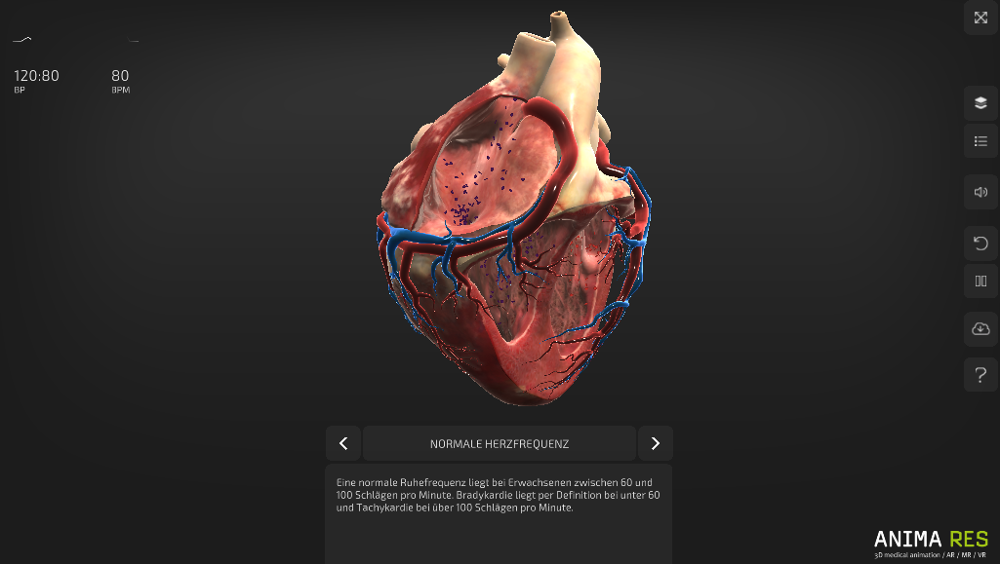 120:80
BP
80
BPM
NORMALE HERZFREQUENZ
Eine normale Ruhefrequenz liegt bei Erwachsenen zwischen 60 und
100 Schlägen pro Minute. Bradykardie liegt per Definition bei unter 60
und Tachykardie bei über 100 Schlägen pro Minute.
ANIMA RES
3D medical animation / AR / MR / VR